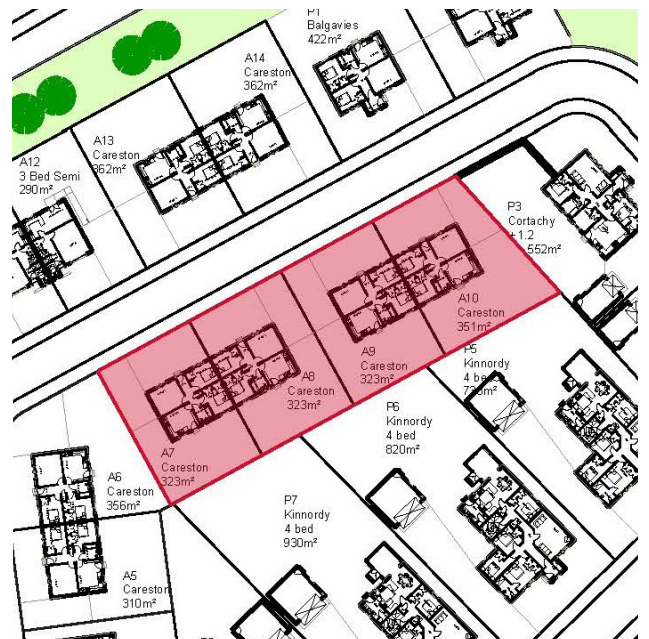 P1
Balgavies
422m²
A14
Careston
362m²
A13
Careston
362m²
A12
3 Bed Semi
290m²
P3
Cortachy
+1.2
552m²
A10
Careston
351m²
A9
Careston
323m²
A8
Careston
323m²
A7
Careston
323m²
P5
Kinnordy
4 bed
P6
Kinnordy
4 bed
820m²
A6
Careston
356m²
P7
Kinnordy
4 bed
930m²
A5
Careston
310m²